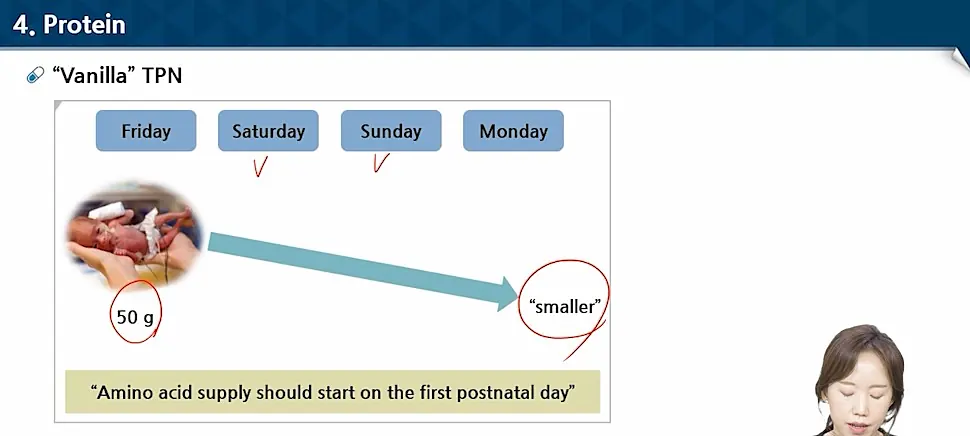 4. Protein
“Vanilla” TPN
Friday Saturday Sunday Monday
50 g
“smaller”
“Amino acid supply should start on the first postnatal day”